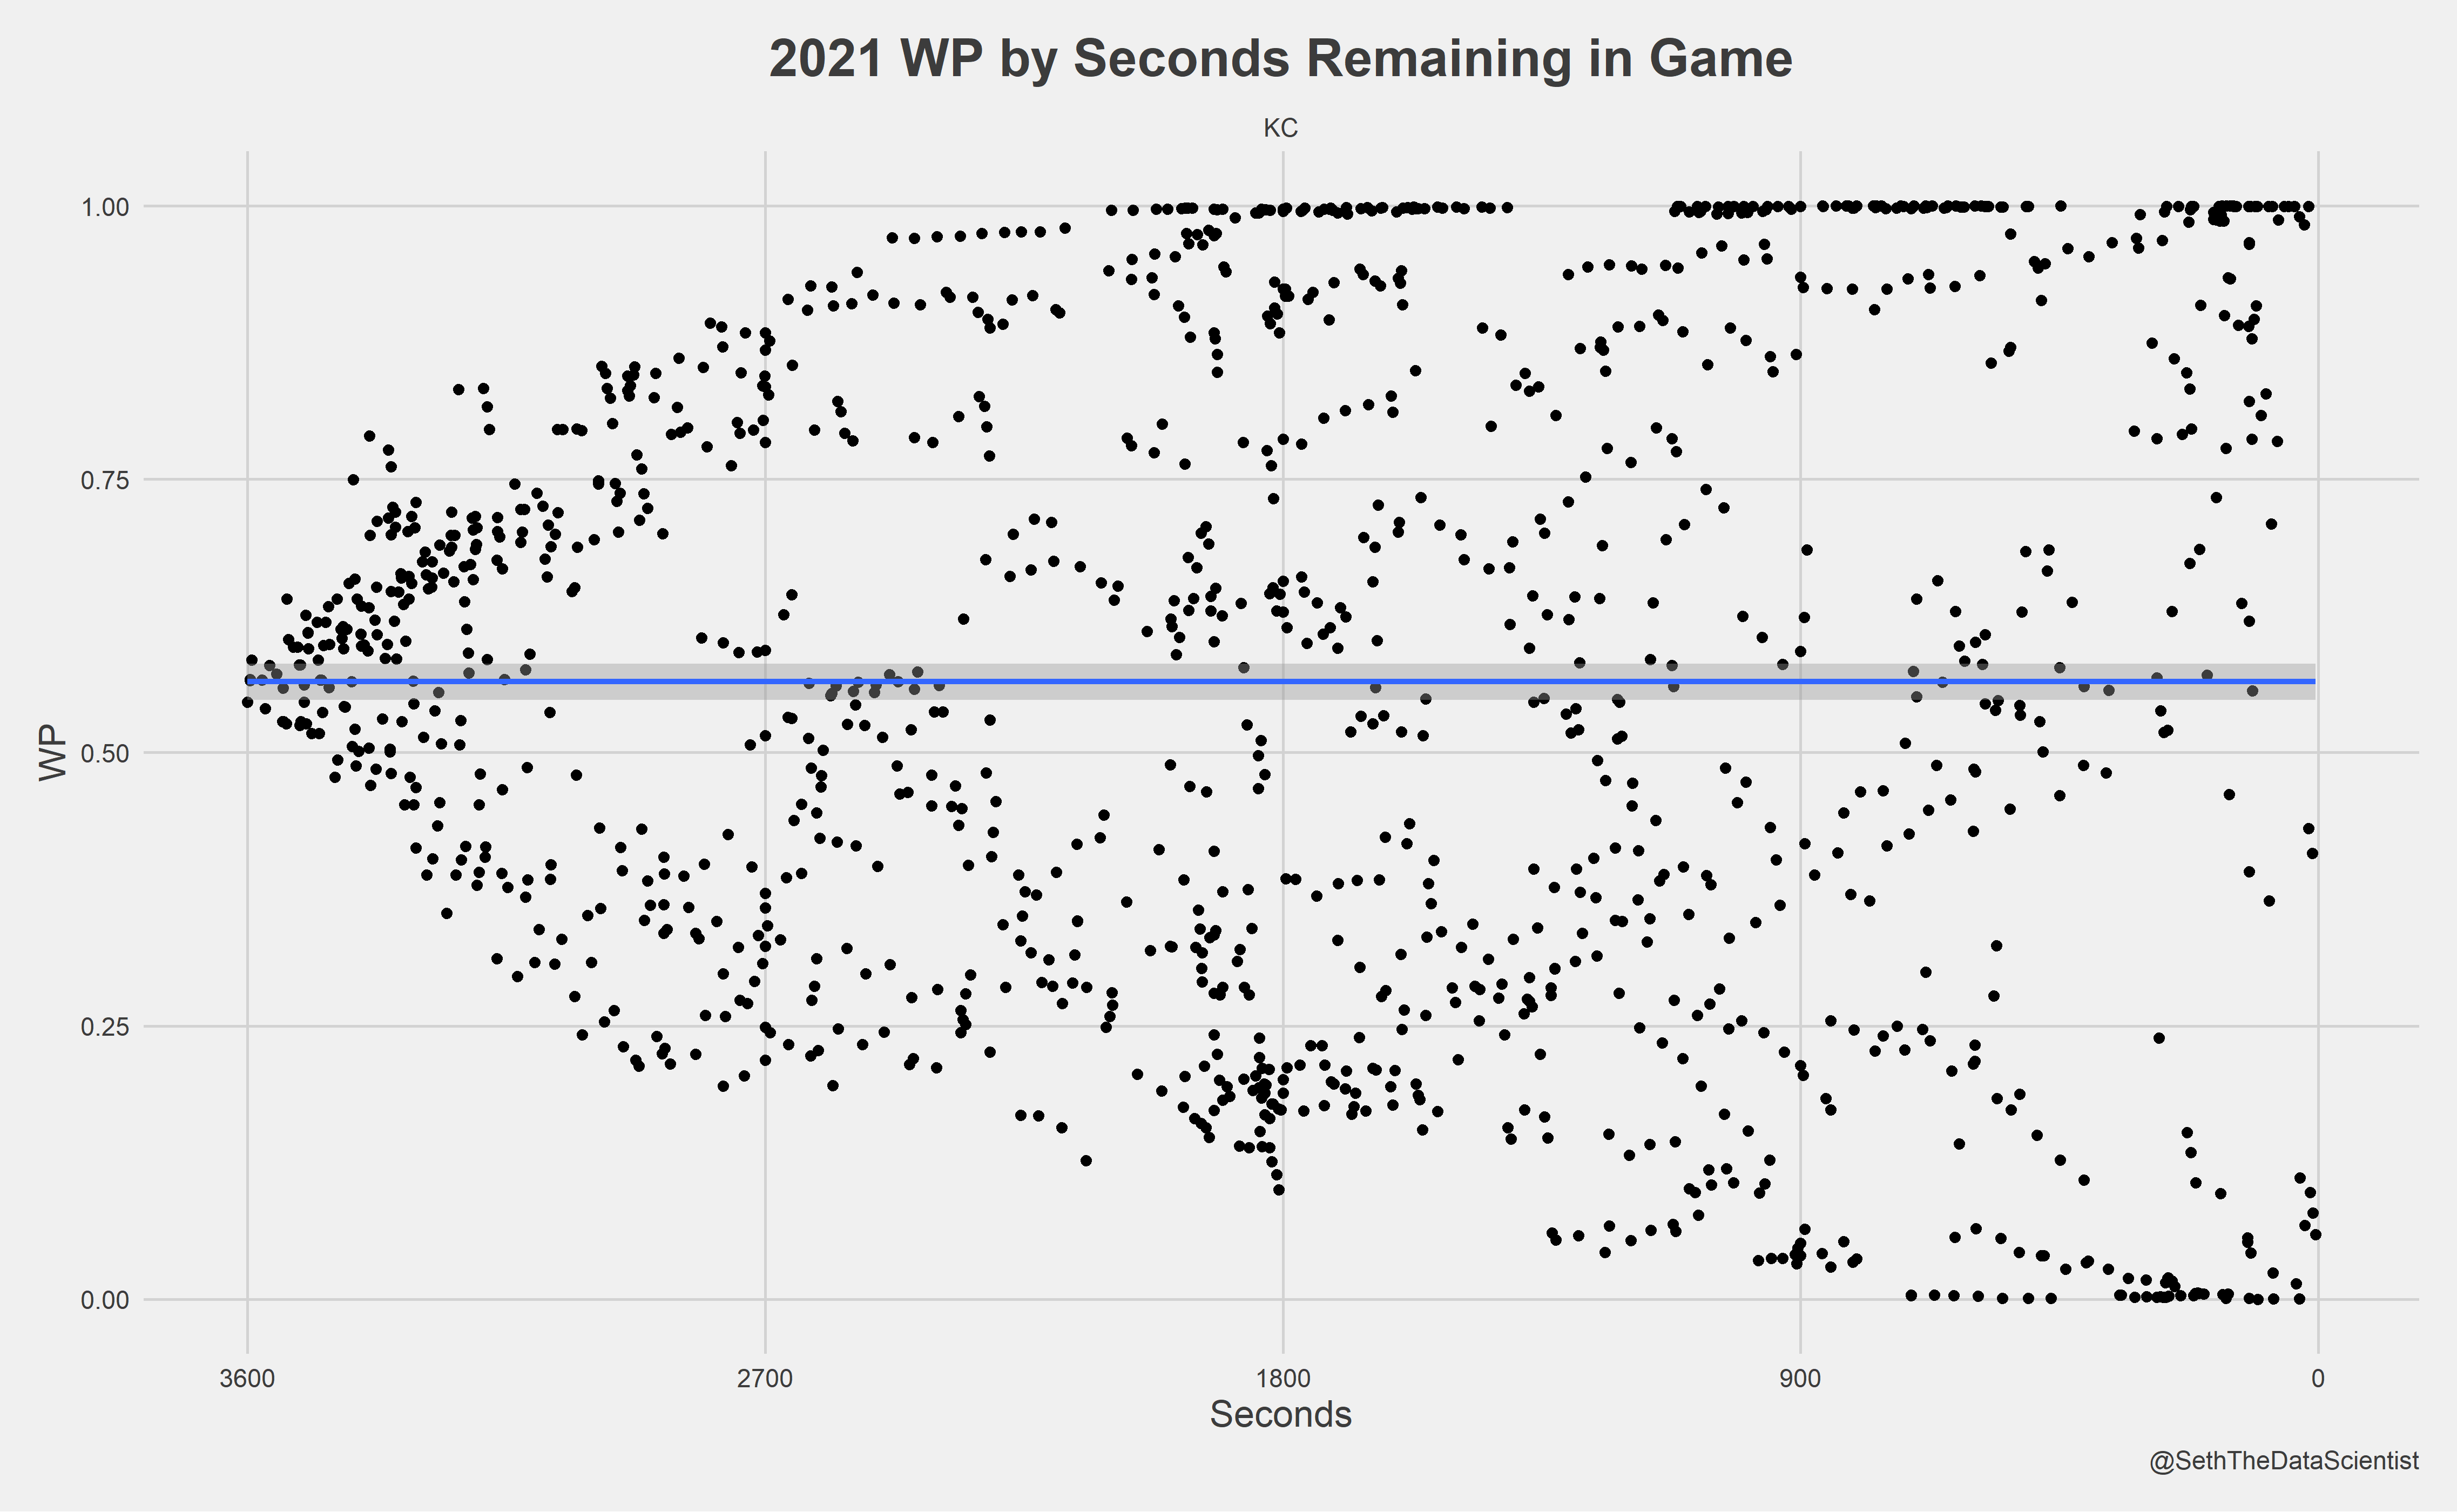 2021 WP by Seconds Remaining in Game
KC
1.00
0.75
0.50
0.25
0.00
WP
3600 2700 1800 900 0
Seconds
@SethTheDataScientist